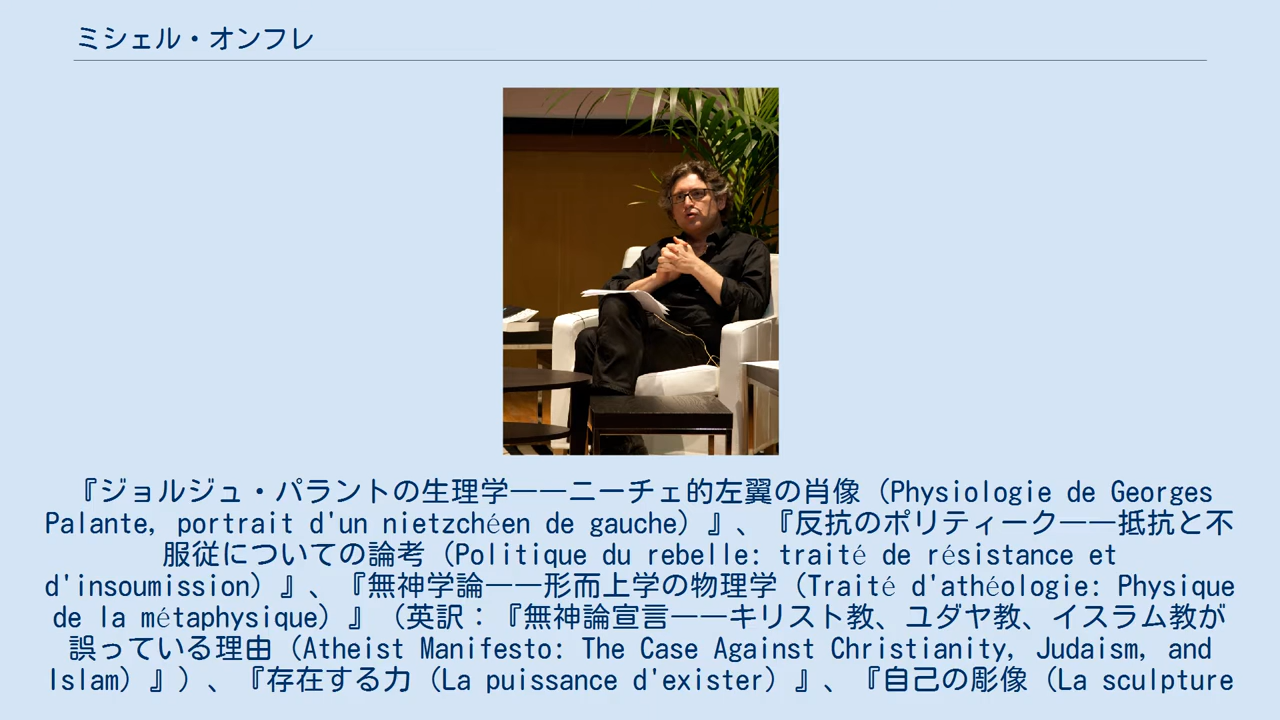 ミシェル・オンフレ
『ジョルジュ・パラントの生理学――ニーチェ的左翼の肖像（Physiologie de Georges
Palante, portrait d'un nietzchéen de gauche）』、『反抗のポリティーク――抵抗と不
服従についての論考（Politique du rebelle: traité de résistance et
d'insoumission）』、『無神学論――形而上学の物理学（Traité d'athéologie: Physique
de la métaphysique）』（英訳：『無神論宣言――キリスト教、ユダヤ教、イスラム教が
誤っている理由（Atheist Manifesto: The Case Against Christianity, Judaism, and
Islam）』）、『存在する力（La puissance d'exister）』、『自己の彫像（La sculpture